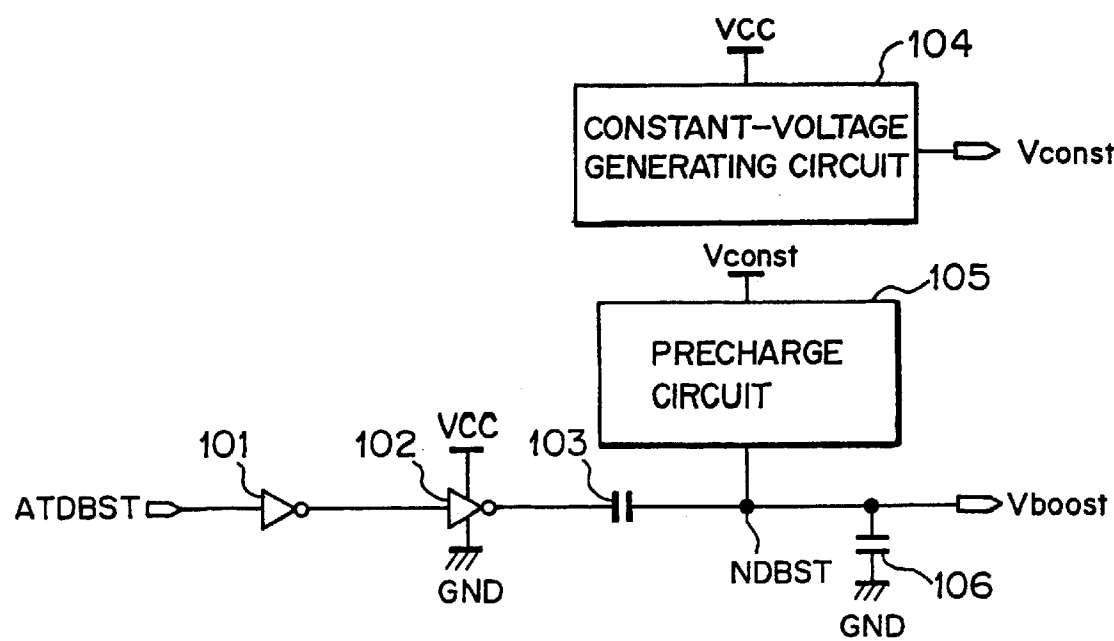 VCC
104
CONSTANT-VOLTAGE
GENERATING CIRCUIT
Vconst
Vconst
105
PRECHARGE
CIRCUIT
VCC
101
102
103
ATDBST
Vboost
NDBST
106
GND
GND